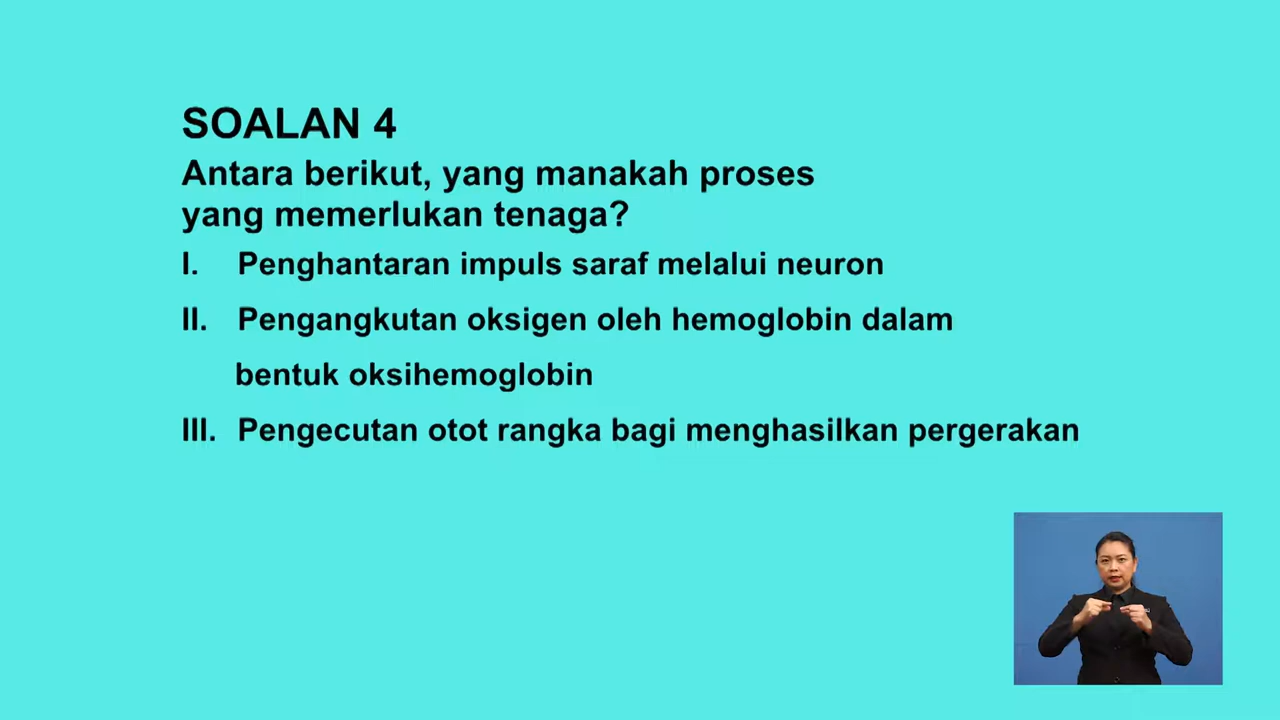 SOALAN 4
Antara berikut, yang manakah proses
yang memerlukan tenaga?
I. Penghantaran impuls saraf melalui neuron
II. Pengangkutan oksigen oleh hemoglobin dalam
bentuk oksihemoglobin
III. Pengecutan otot rangka bagi menghasilkan pergerakan